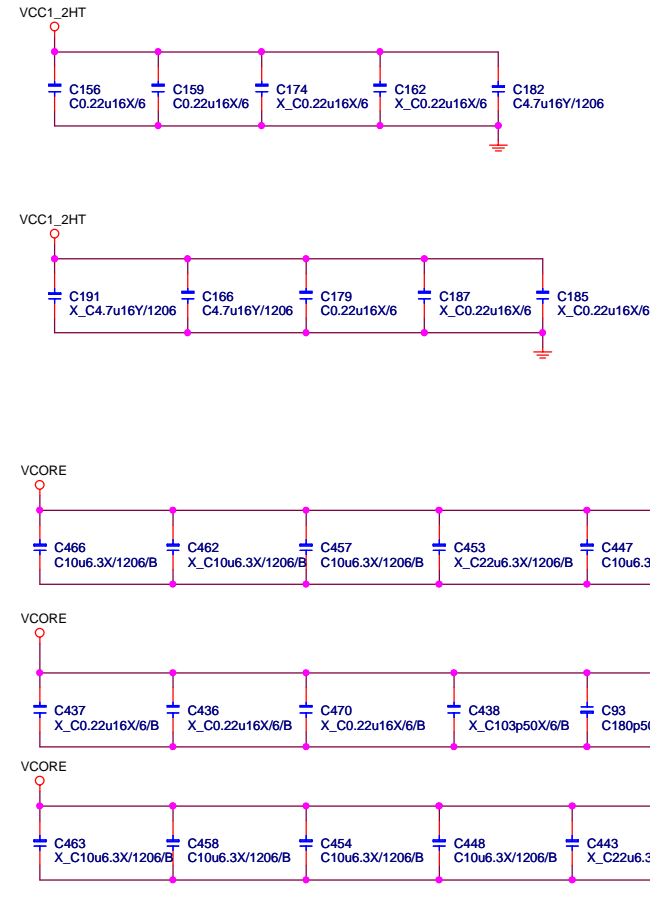 VCC1_2HT
C156 C159 C174 C162 C182
C0.22u16X/6 C0.22u16X/6 X_C0.22u16X/6 X_C0.22u16X/6 C4.7u16Y/1206
VCC1_2HT
C191 C166 C179 C187 C185
X_C4.7u16Y/1206 C4.7u16Y/1206 C0.22u16X/6 X_C0.22u16X/6 X_C0.22u16X/6
VCORE
C466 C462 C457 C453 C447
C10u6.3X/1206/B X_C10u6.3X/1206/B C10u6.3X/1206/B X_C22u6.3X/1206/B C10u6.3
VCORE
C437 C436 C470 C438 C93
X_C0.22u16X/6/B X_C0.22u16X/6/B X_C0.22u16X/6/B X_C103p50X/6/B C180p50
VCORE
C463 C458 C454 C448 C443
X_C10u6.3X/1206/B C10u6.3X/1206/B C10u6.3X/1206/B C10u6.3X/1206/B X_C22u6.3